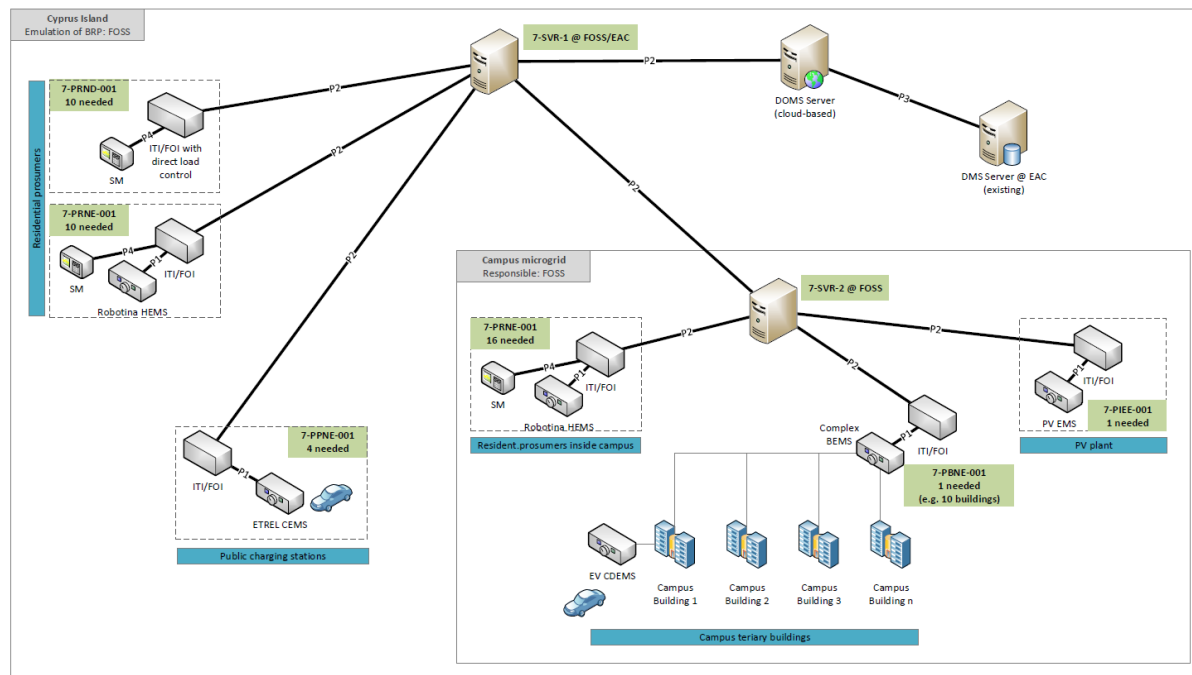 Cyprus Island
Emulation of BRP: FOSS
7-SVR-1 @ FOSS/EAC
P2
DOMS Server
(cloud-based)
P3
DMS Server @ EAC
(existing)
Residential prosumers
7-PRND-001
10 needed
P2
P4
ITI/FOI with
direct load
control
SM
7-PRNE-001
10 needed
P2
P4
P1
ITI/FOI
SM
Robotina HEMS
P2
P2
7-PPNE-001
4 needed
ITI/FOI
P1
ETREL CEMS
Public charging stations
Campus microgrid
Responsible: FOSS
7-SVR-2 @ FOSS
7-PRNE-001
16 needed
P2
P4
P1
ITI/FOI
SM
Robotina HEMS
Resident.prosumers inside campus
P2
P2
ITI/FOI
P1
PV EMS
7-PIEE-001
1 needed
PV plant
Complex
BEMS
P1
ITI/FOI
7-PBNE-001
1 needed
(e.g. 10 buildings)
EV CDEMS
Campus
Building 1
Campus
Building 2
Campus
Building 3
Campus
Building n
Campus teriary buildings